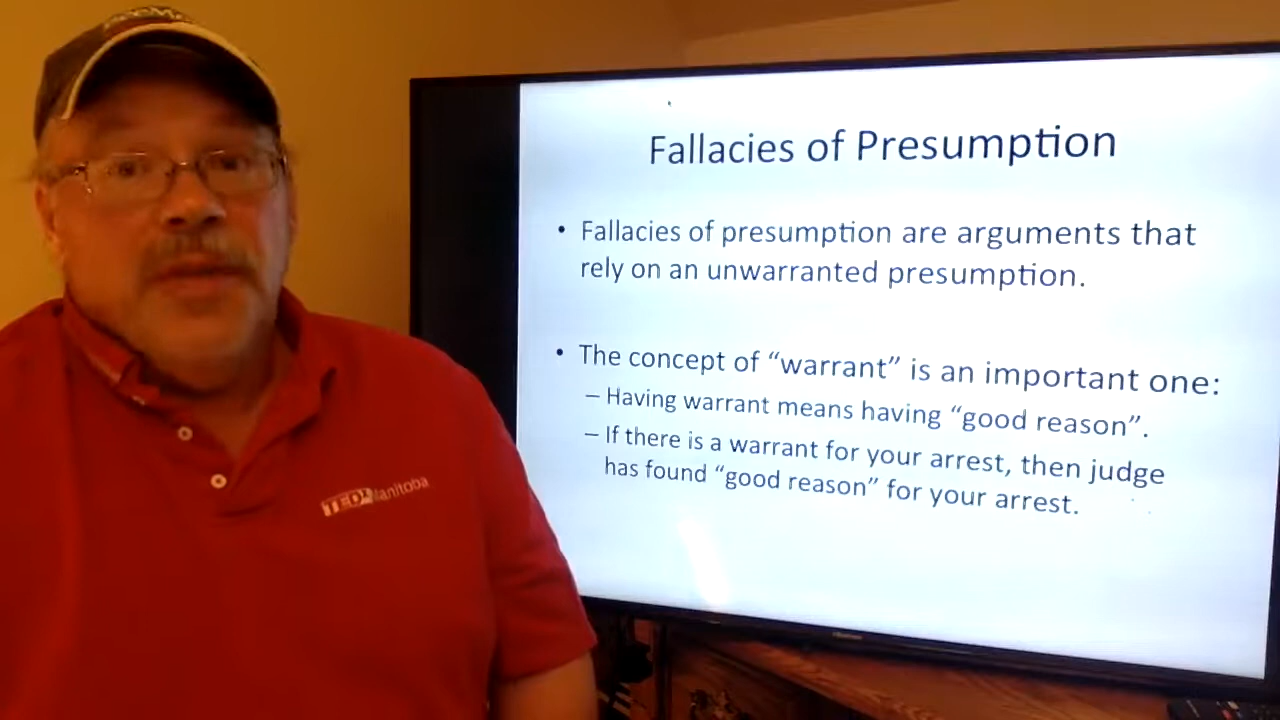 Fallacies of Presumption
• Fallacies of presumption are arguments that
rely on an unwarranted presumption.
• The concept of “warrant” is an important one:
– Having warrant means having “good reason”.
– If there is a warrant for your arrest, then judge
has found “good reason” for your arrest.
TEDxManitoba